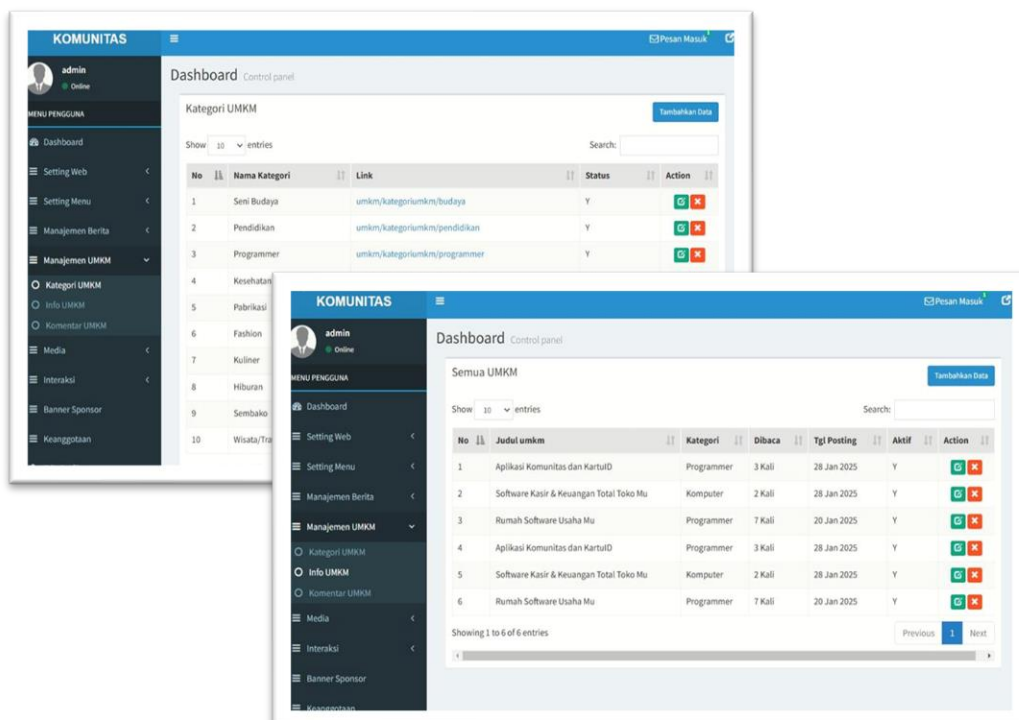 KOMUNITAS
Pesan Masuk
admin
Online
Dashboard Control panel
MENU PENGGUNA
Kategori UMKM
Tambahkan Data
Dashboard
Show 10 entries
Search:
Setting Web
No Nama Kategori Link Status Action
Setting Menu
1 Seni Budaya umkm/kategoriumkm/budaya Y
Manajemen Berita
2 Pendidikan umkm/kategoriumkm/pendidikan Y
Manajemen UMKM
3 Programmer umkm/kategoriumkm/programmer Y
Kategori UMKM
4 Kesehatan
Info UMKM
5 Pabrikasi
Komentar UMKM
6 Fashion
Media
7 Kuliner
Interaksi
8 Hiburan
Banner Sponsor
9 Sembako
Keanggotaan
10
KOMUNITAS
Pesan Masuk
admin
Online
Dashboard Control panel
MENU PENGGUNA
Semua UMKM
Tambahkan Data
Dashboard
Show 10 entries
Search:
Setting Web
No Judul umkm Kategori Dibaca Tgl Posting Aktif Action
Setting Menu
1 Aplikasi Komunitas dan KartuID Programmer 3 Kali 28 Jan 2025 Y
Manajemen Berita
2 Software Kasir & Keuangan Total Toko Mu Komputer 2 Kali 28 Jan 2025 Y
Manajemen UMKM
3 Rumah Software Usaha Mu Programmer 7 Kali 20 Jan 2025 Y
Kategori UMKM
4 Aplikasi Komunitas dan KartuID Programmer 3 Kali 28 Jan 2025 Y
Info UMKM
5 Software Kasir & Keuangan Total Toko Mu Komputer 2 Kali 28 Jan 2025 Y
Komentar UMKM
6 Rumah Software Usaha Mu Programmer 7 Kali 20 Jan 2025 Y
Media
Showing 1 to 6 of 6 entries
Previous 1 Next
Interaksi
Banner Sponsor
Keanggotaan